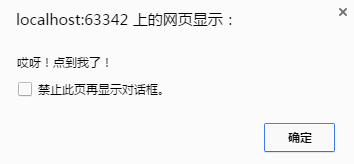 localhost:63342 上的网页显示：
哎呀！点到我了！
禁止此页再显示对话框。
确定